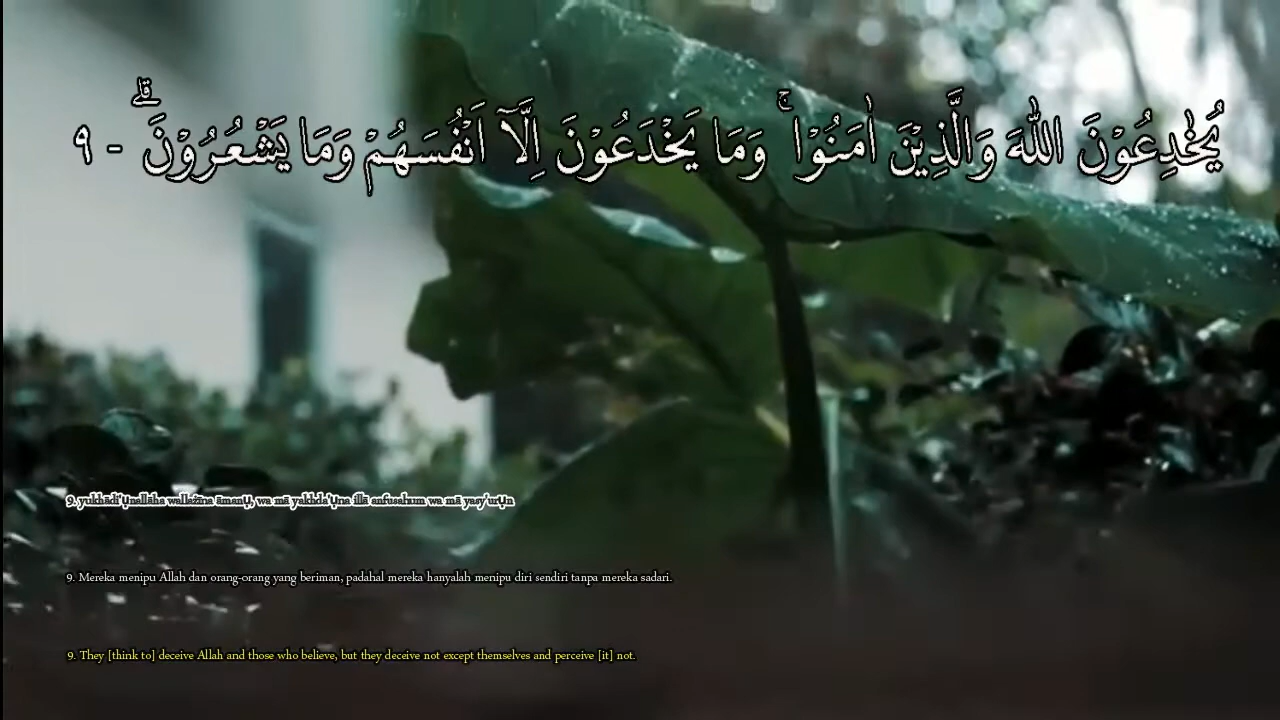 يُخٰدِعُوْنَ اللّٰهَ وَالَّذِيْنَ اٰمَنُوْا ۚ وَمَا يَخْدَعُوْنَ اِلَّآ اَنْفُسَهُمْ وَمَا يَشْعُرُوْنَۗ - ٩
9. yukhādi'ụnallāha wallażīna āmanụ, wa mā yakhda'ụna illā anfusahum wa mā yasy'urụn
9. Mereka menipu Allah dan orang-orang yang beriman, padahal mereka hanyalah menipu diri sendiri tanpa mereka sadari.
9. They [think to] deceive Allah and those who believe, but they deceive not except themselves and perceive [it] not.